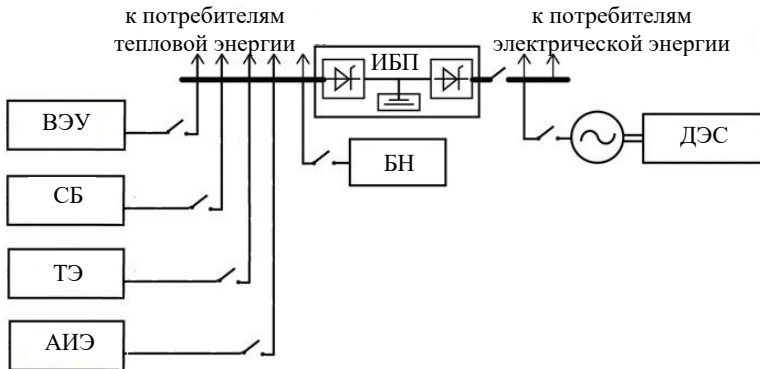 к потребителям
тепловой энергии
к потребителям
электрической энергии
ИБП
ВЭУ
БН
ДЭС
СБ
ТЭ
АИЭ